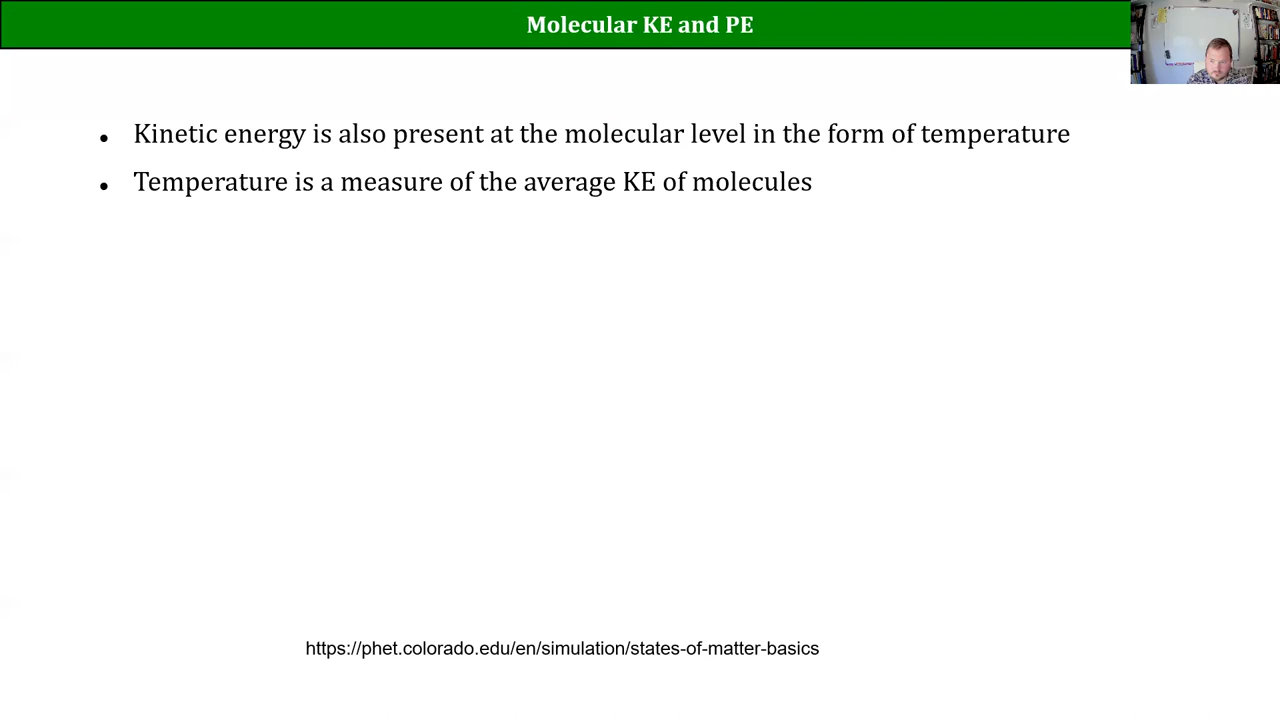 Molecular KE and PE
• Kinetic energy is also present at the molecular level in the form of temperature
• Temperature is a measure of the average KE of molecules
https://phet.colorado.edu/en/simulation/states-of-matter-basics